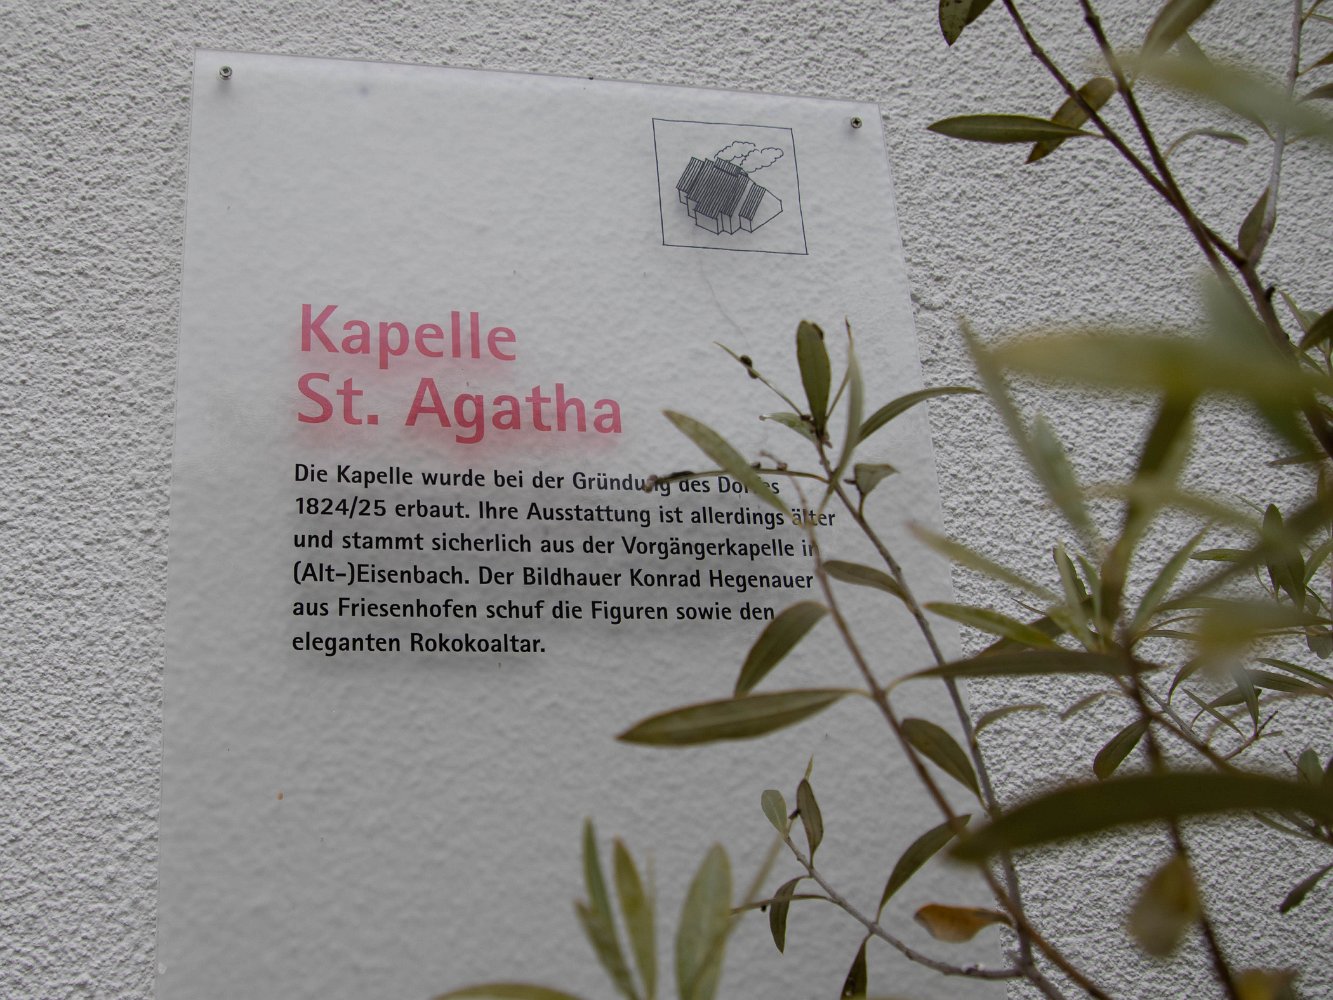 Kapelle
St. Agatha
Die Kapelle wurde bei der Gründung des Dorfes
1824/25 erbaut. Ihre Ausstattung ist allerdings älter
und stammt sicherlich aus der Vorgängerkapelle in
(Alt-)Eisenbach. Der Bildhauer Konrad Hegenauer
aus Friesenhofen schuf die Figuren sowie den
eleganten Rokokoaltar.